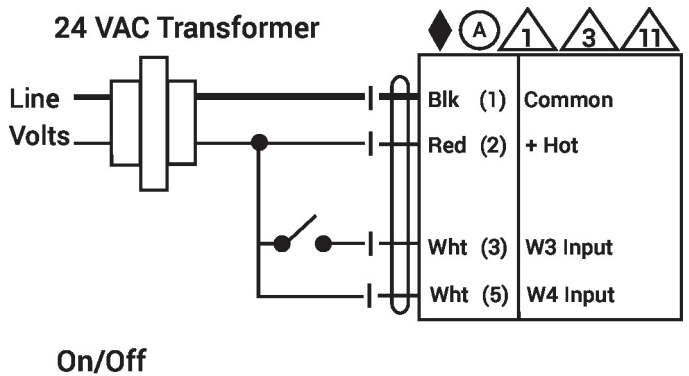 24 VAC Transformer
A 1 3 11
Line
Volts
Blk (1) Common
Red (2) + Hot
Wht (3) W3 Input
Wht (5) W4 Input
On/Off